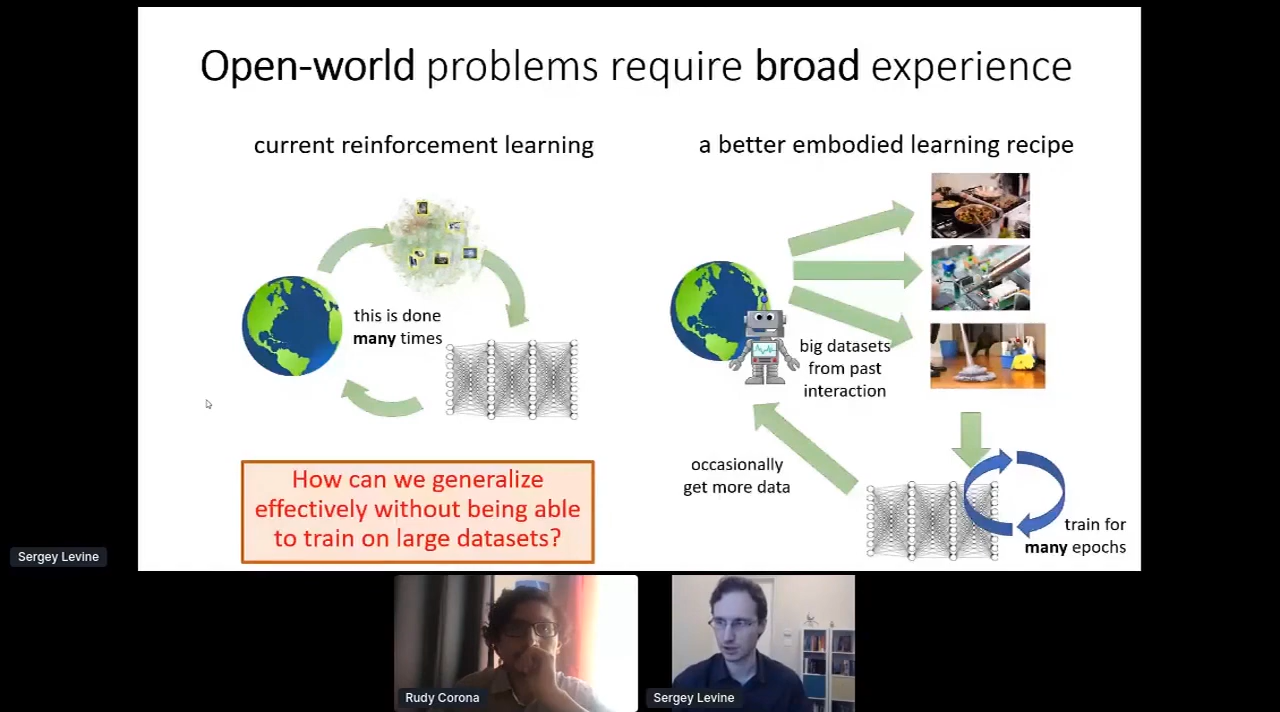 Open-world problems require broad experience
current reinforcement learning
this is done
many times
How can we generalize
effectively without being able
to train on large datasets?
a better embodied learning recipe
big datasets
from past
interaction
occasionally
get more data
train for
many epochs
Sergey Levine
Rudy Corona
Sergey Levine